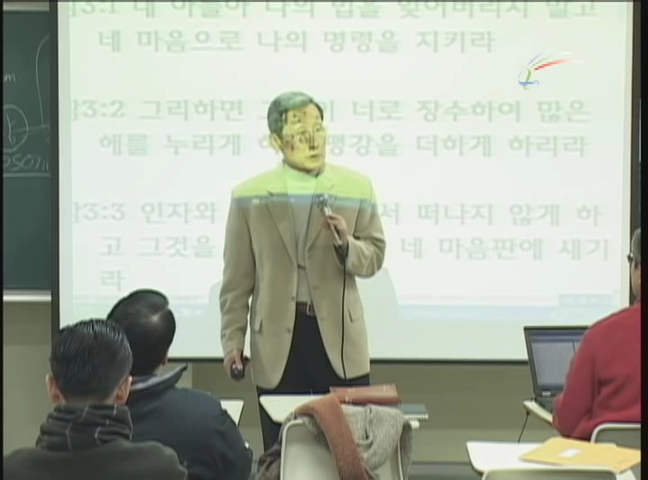 잠3:1 내 아들아 나의 법을 잊어버리지 말고
네 마음으로 나의 명령을 지키라
잠3:2 그리하면 너로 장수하여 많은
해를 누리게 평강을 더하게 하리라
잠3:3 인자와 떠나지 않게 하
고 그것을 네 마음판에 새기
라